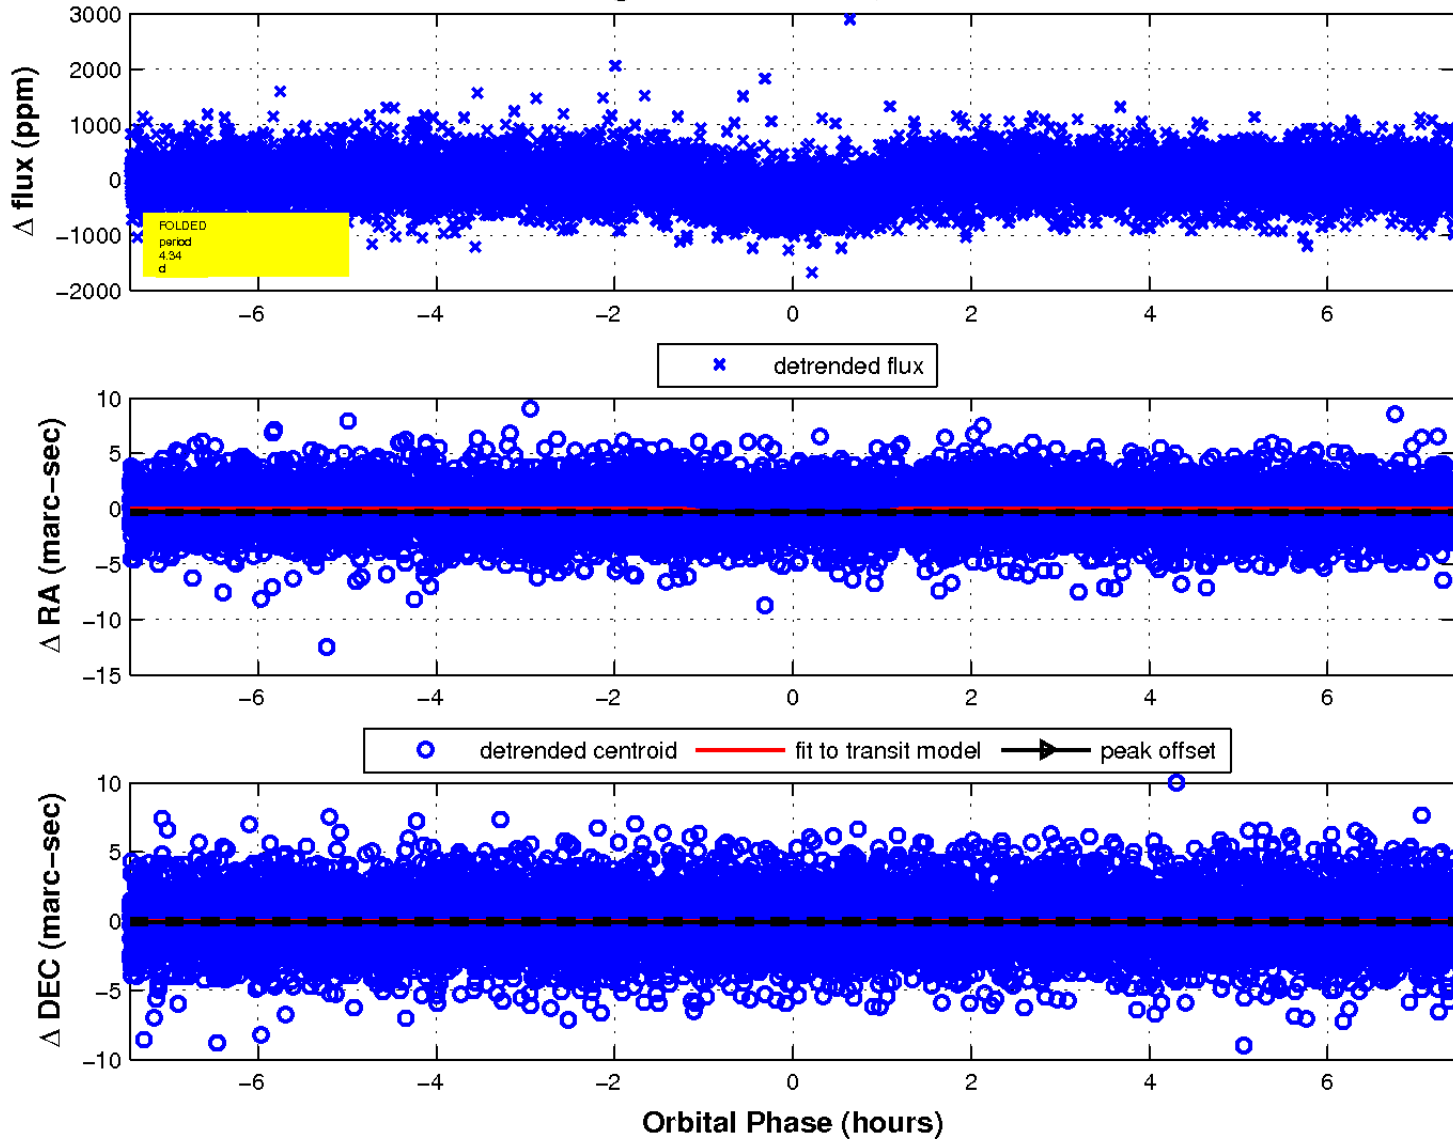 3000
2000
1000
0
−1000
−2000
Δ flux (ppm)
FOLDED
period
4.34
d
−6 −4 −2 0 2 4 6
detrended flux
10
5
0
−5
−10
−15
Δ RA (marc−sec)
−6 −4 −2 0 2 4 6
detrended centroid fit to transit model peak offset
10
5
0
−5
−10
Δ DEC (marc−sec)
−6 −4 −2 0 2 4 6
Orbital Phase (hours)